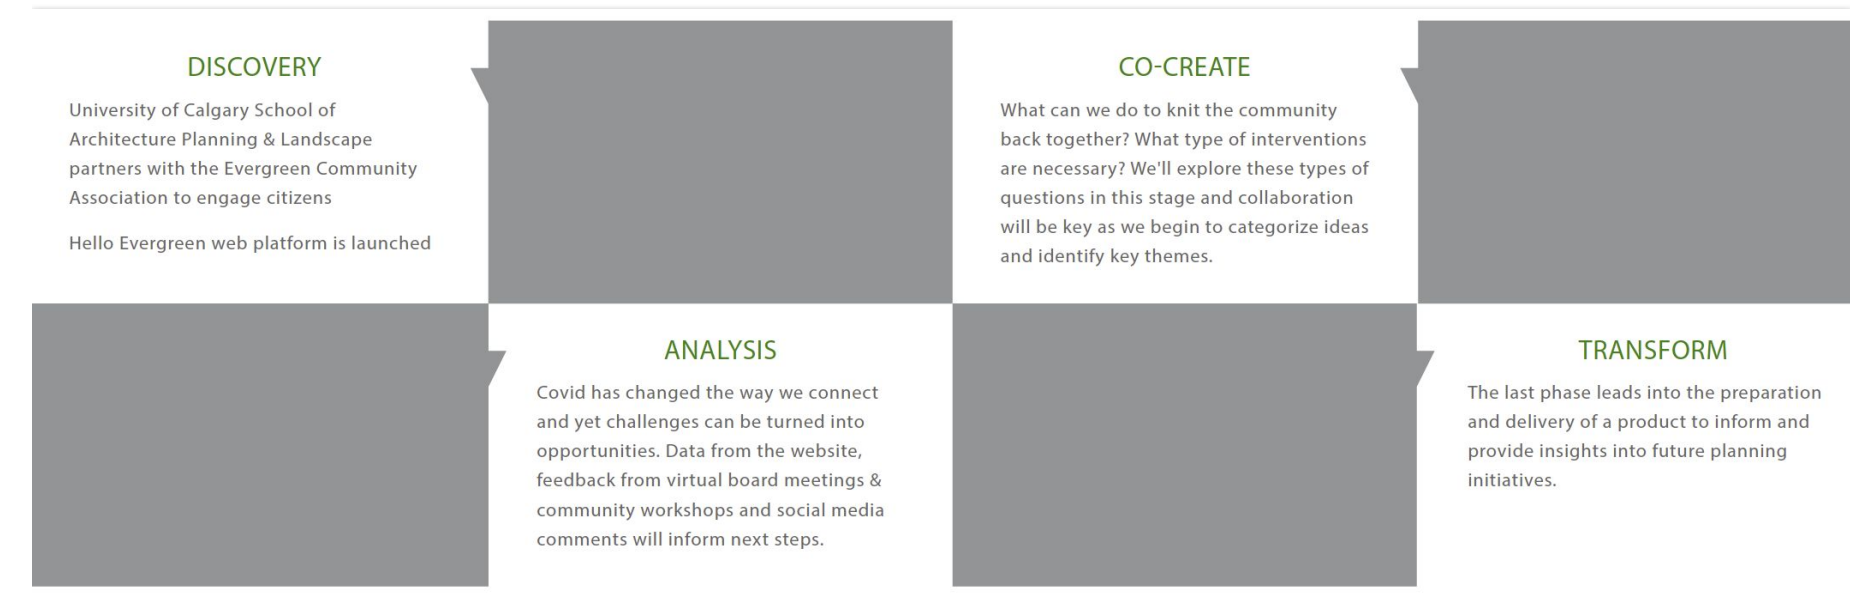 DISCOVERY
University of Calgary School of
Architecture Planning & Landscape
partners with the Evergreen Community
Association to engage citizens
Hello Evergreen web platform is launched
CO-CREATE
What can we do to knit the community
back together? What type of interventions
are necessary? We'll explore these types of
questions in this stage and collaboration
will be key as we begin to categorize ideas
and identify key themes.
ANALYSIS
Covid has changed the way we connect
and yet challenges can be turned into
opportunities. Data from the website,
feedback from virtual board meetings &
community workshops and social media
comments will inform next steps.
TRANSFORM
The last phase leads into the preparation
and delivery of a product to inform and
provide insights into future planning
initiatives.